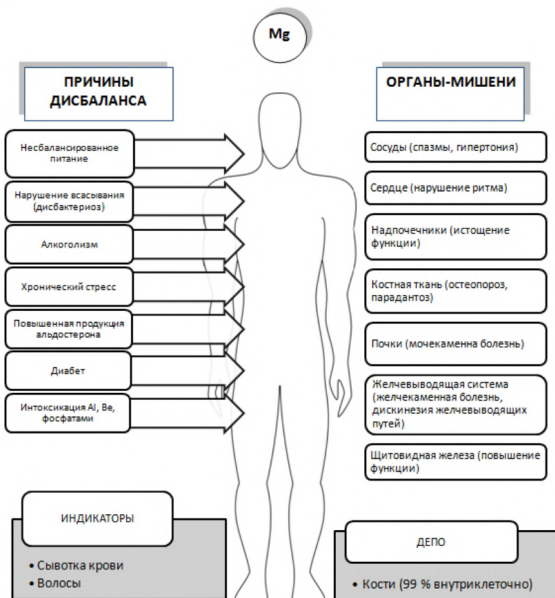 Mg
ПРИЧИНЫ
ДИСБАЛАНСА
Несбалансированное
питание
Нарушение всасывания
(дисбактериоз)
Алкоголизм
Хронический стресс
Повышенная продукция
альдостерона
Диабет
Интоксикация Al, Be,
фосфатами
ОРГАНЫ-МИШЕНИ
Сосуды (спазмы, гипертония)
Сердце (нарушение ритма)
Надпочечники (истощение
функции)
Костная ткань (остеопороз,
парадантоз)
Почки (мочекаменна болезнь)
Желчевыводящая система
(желчекаменная болезнь,
дискинезия желчевыводящих
путей)
Щитовидная железа (повышение
функции)
ИНДИКАТОРЫ
• Сывотка крови
• Волосы
ДЕПО
• Кости (99 % внутриклеточно)